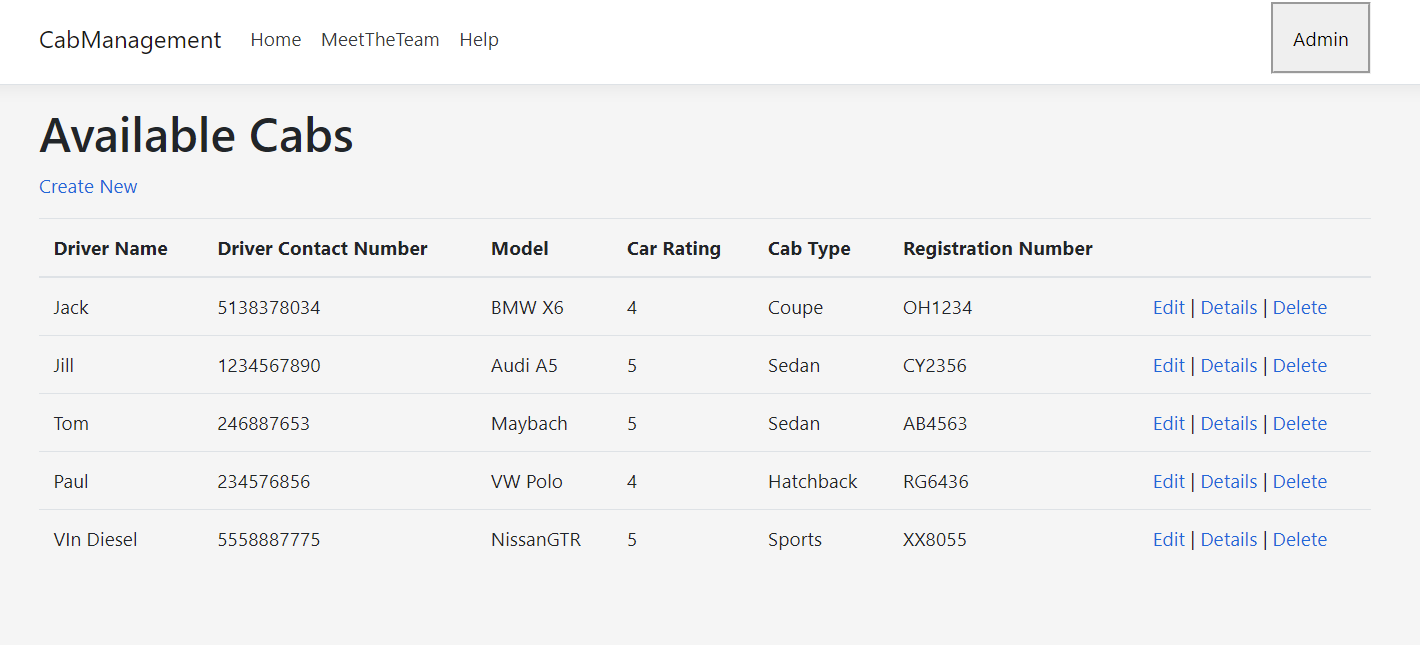 CabManagement Home MeetTheTeam Help Admin
Available Cabs
Create New
Driver Name Driver Contact Number Model Car Rating Cab Type Registration Number
Jack 5138378034 BMW X6 4 Coupe OH1234 Edit | Details | Delete
Jill 1234567890 Audi A5 5 Sedan CY2356 Edit | Details | Delete
Tom 246887653 Maybach 5 Sedan AB4563 Edit | Details | Delete
Paul 234576856 VW Polo 4 Hatchback RG6436 Edit | Details | Delete
VIn Diesel 5558887775 NissanGTR 5 Sports XX8055 Edit | Details | Delete